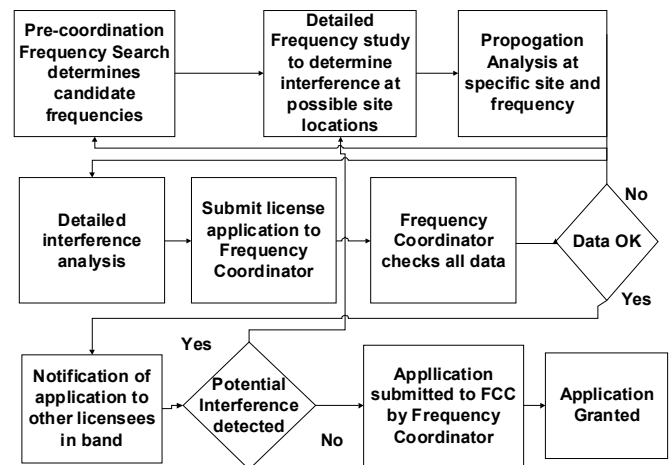 Pre-coordination
Frequency Search
determines
candidate
frequencies
Detailed
Frequency study
to determine
interference at
possible site
locations
Propogation
Analysis at
specific site and
frequency
Detailed
interference
analysis
Submit license
application to
Frequency
Coordinator
Frequency
Coordinator
checks all data
Data OK
No
Yes
Notification of
application to
other licensees
in band
Potential
Interference
detected
Yes
No
Appllication
submitted to FCC
by Frequency
Coordinator
Application
Granted